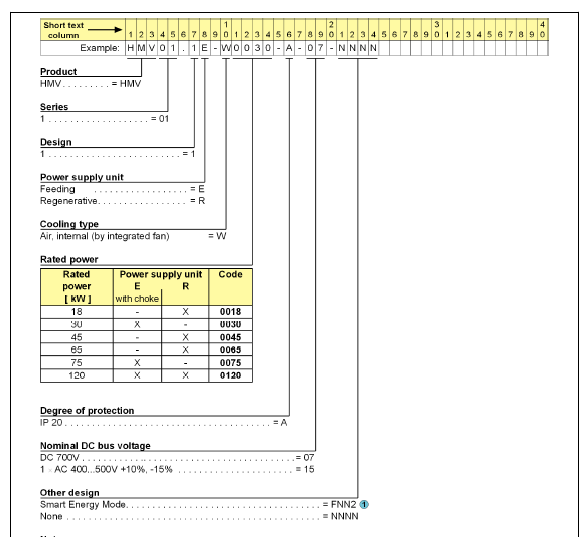 Short text column 1 2 3 4 5 6 7 8 9 1 0 1 2 3 4 5 6 7 8 9 2 0 1 2 3 4 5 6 7 8 9 3 0 1 2 3 4 5 6 7 8 9 4 0
Example: H M V 0 1 . 1 E - W 0 0 3 0 - A - 0 7 - N N N N
Product
HMV . . . . . . . . . = HMV
Series
1 . . . . . . . . . . . . . . . . . . . = 01
Design
1 . . . . . . . . . . . . . . . . . . . . . . . . = 1
Power supply unit
Feeding . . . . . . . . . . . . . . . . . = E
Regenerative. . . . . . . . . . . . . . . . = R
Cooling type
Air, internal (by integrated fan) = W
Rated power
Rated power [ kW ] Power supply unit Code
E R
with choke
18 - X 0018
30 X - 0030
45 - X 0045
65 - X 0065
75 X - 0075
120 X X 0120
Degree of protection
IP 20 . . . . . . . . . . . . . . . . . . . . . . . . . . . . . . . . . . . . . = A
Nominal DC bus voltage
DC 700V . . . . . . . . . . . . . . . . . . . . . . . . . . . . . . . . . . . . . . = 07
1 - AC 400...500V +10%, -15% . . . . . . . . . . . . . . . . . . . . = 15
Other design
Smart Energy Mode. . . . . . . . . . . . . . . . . . . . . . . . . . . . . . . . . . . = FNN2 1
None . . . . . . . . . . . . . . . . . . . . . . . . . . . . . . . . . . . . . . . . . . . . . = NNNN